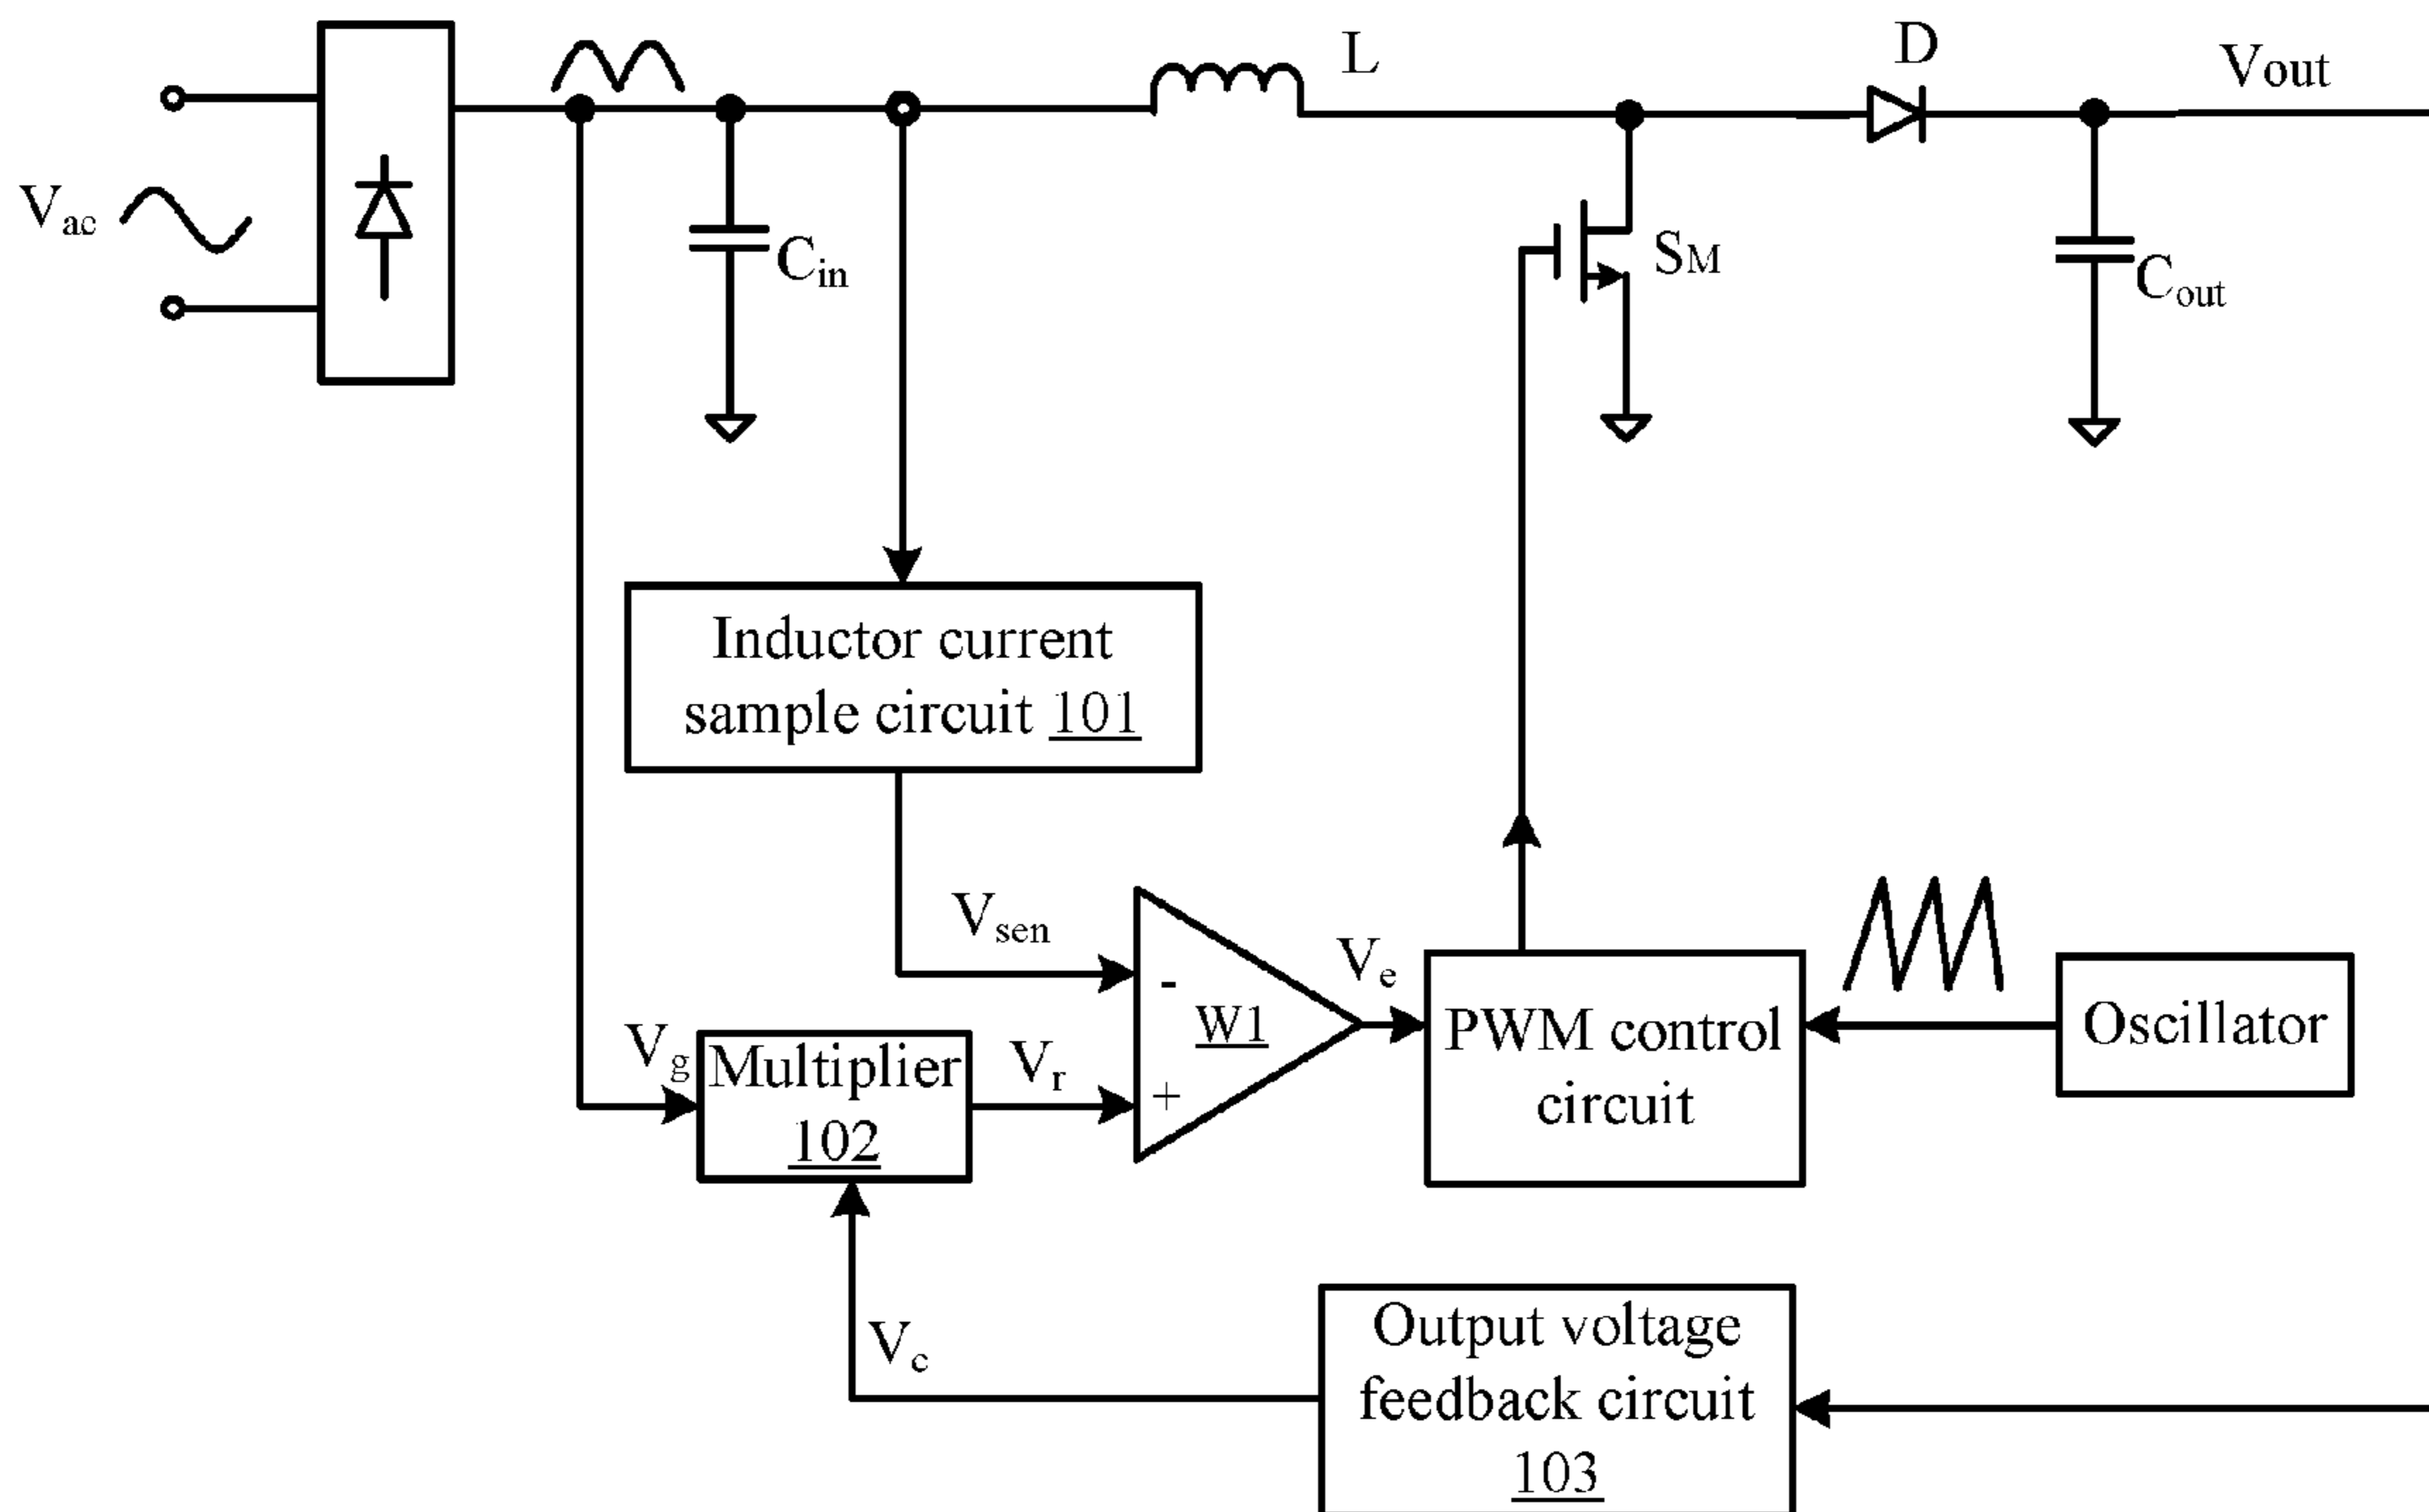 L
D
Vout
Vac
Cin
SM
Cout
Inductor current
sample circuit 101
Vsen
-
W1
+
Ve
PWM control
circuit
Oscillator
Vg
Multiplier
102
Vr
Vc
Output voltage
feedback circuit
103